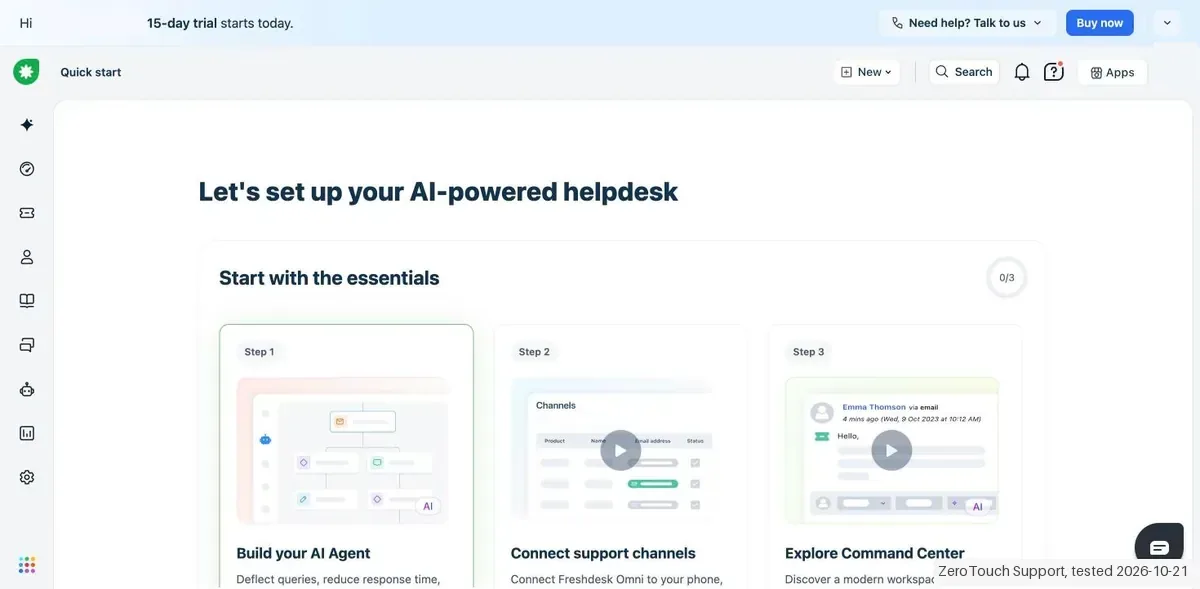 Hi
15-day trial starts today.
Need help? Talk to us
Buy now
Quick start
New
Search
Apps
Let's set up your AI-powered helpdesk
Start with the essentials
0/3
Step 1
AI
Build your AI Agent
Deflect queries, reduce response time,
Step 2
Channels
Product Name Email address Status
Connect support channels
Connect Freshdesk Omni to your phone,
Step 3
Emma Thomson via email
4 mins ago (Wed, 9 Oct 2023 at 10:12 AM)
Hello,
AI
Explore Command Center
Discover a modern workspac
ZeroTouch Support, tested 2026-10-21